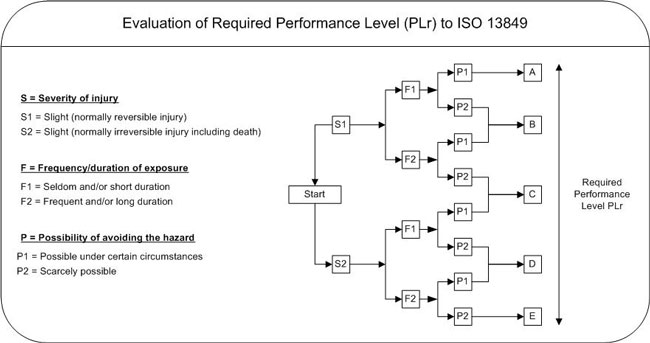 Evaluation of Required Performance Level (PLr) to ISO 13849
S = Severity of injury
S1 = Slight (normally reversible injury)
S2 = Slight (normally irreversible injury including death)
F = Frequency/duration of exposure
F1 = Seldom and/or short duration
F2 = Frequent and/or long duration
P = Possibility of avoiding the hazard
P1 = Possible under certain circumstances
P2 = Scarcely possible
Start
S1
S2
F1
F2
F1
F2
P1
P2
P1
P2
P1
P2
P1
P2
A
B
C
D
E
Required
Performance
Level PLr